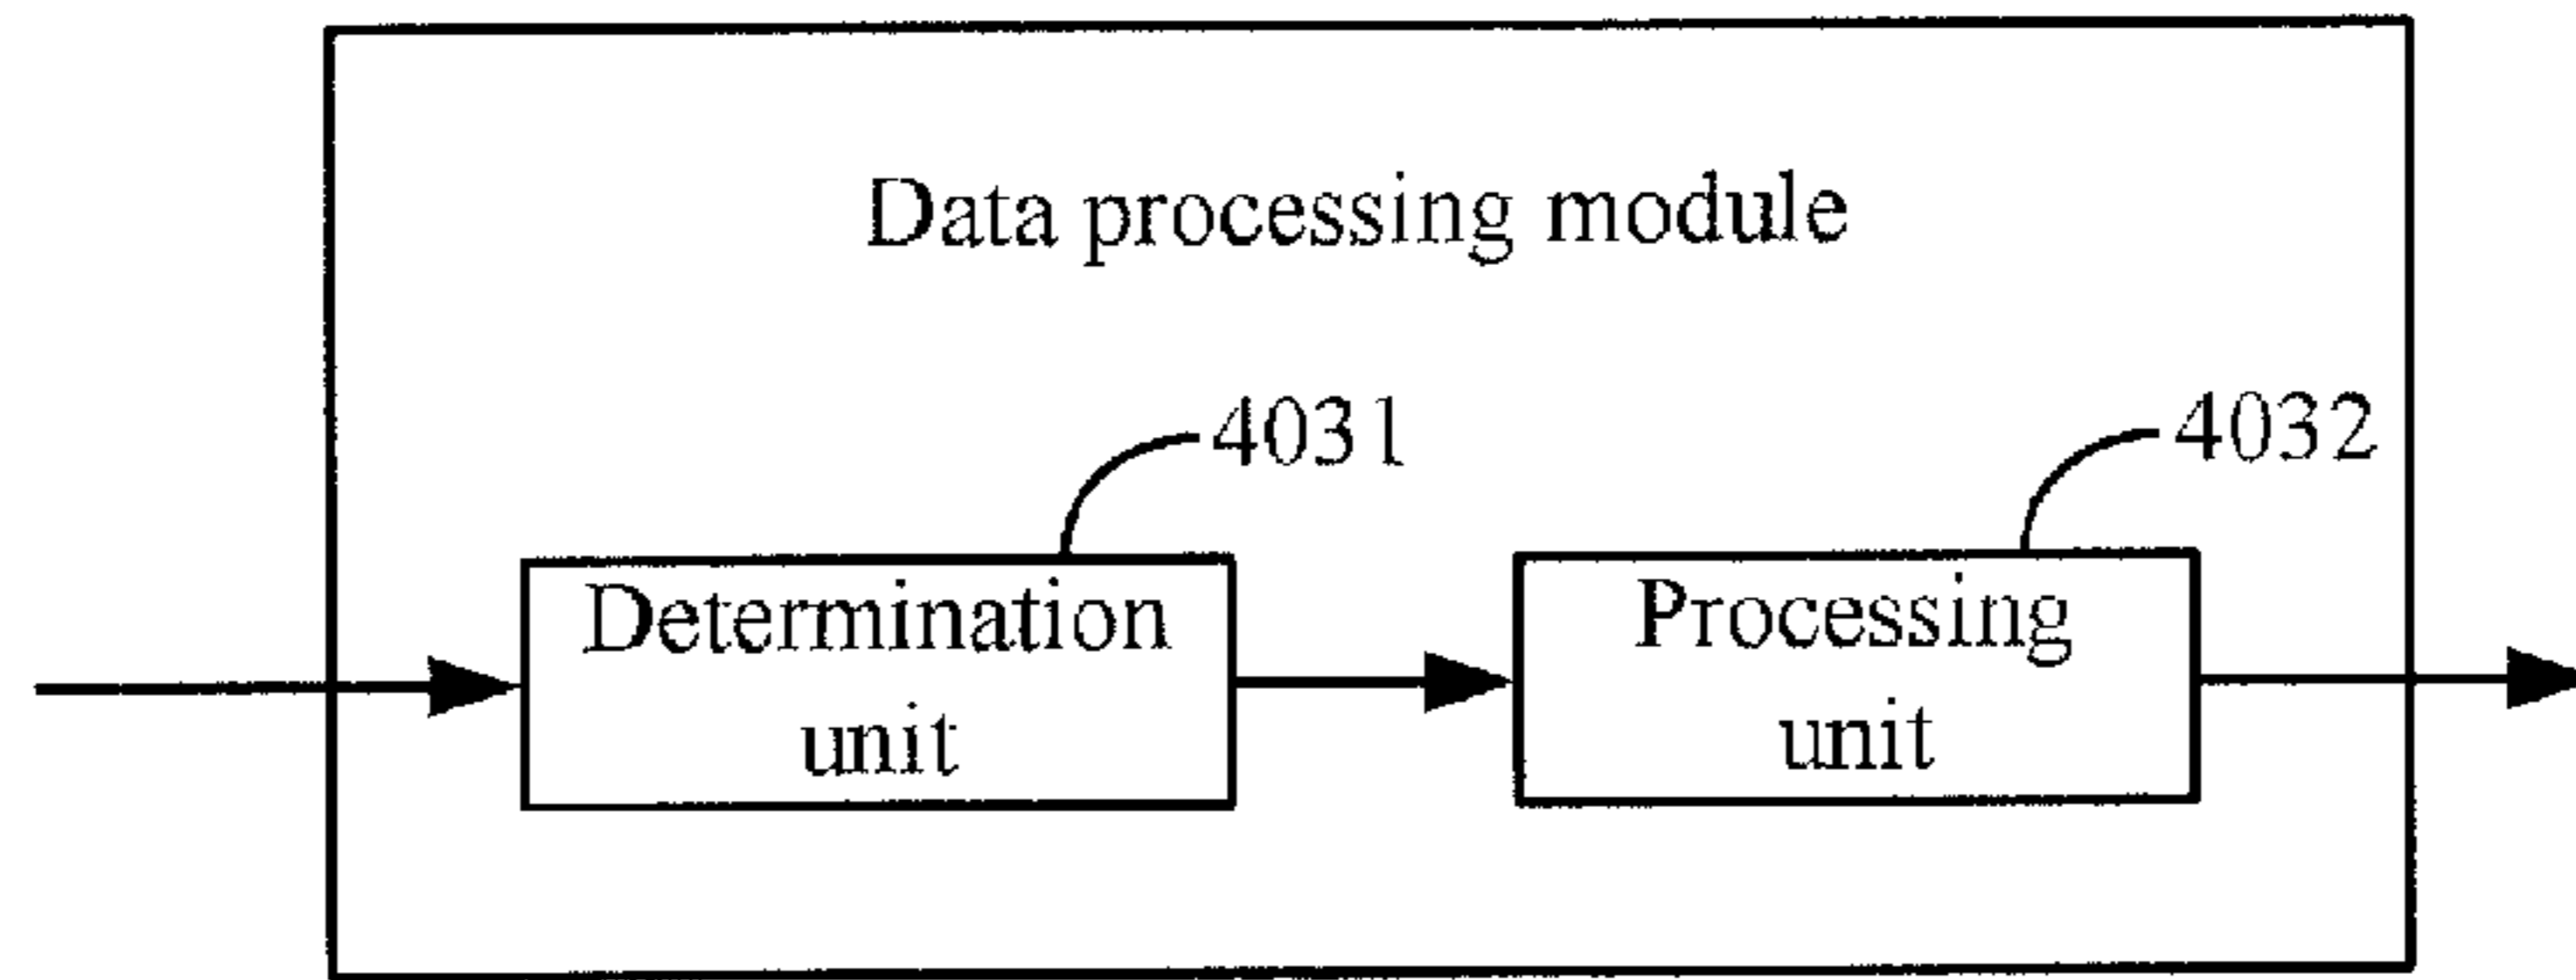 Data processing module
4031
4032
Determination
unit
Processing
unit